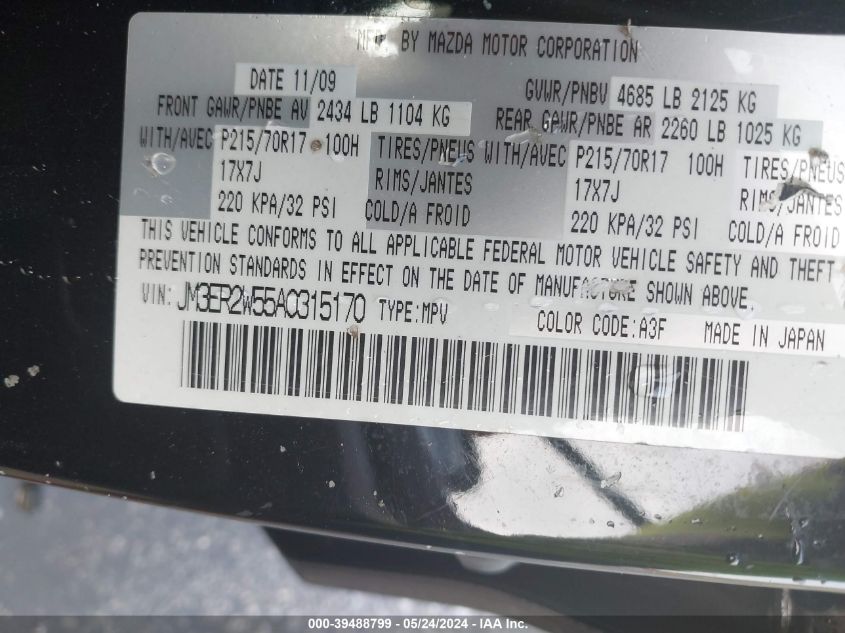 MFD. BY MAZDA MOTOR CORPORATION
DATE 11/09 GVWR/PNBV 4685 LB 2125 KG
FRONT GAWR/PNBE AV 2434 LB 1104 KG REAR GAWR/PNBE AR 2260 LB 1025 KG
WITH/AVEC P215/70R17 100H TIRES/PNEUS WITH/AVEC P215/70R17 100H TIRES/PNEUS
17X7J RIMS/JANTES 17X7J RIMS/JANTES
220 KPA/32 PSI COLD/A FROID 220 KPA/32 PSI COLD/A FROID
THIS VEHICLE CONFORMS TO ALL APPLICABLE FEDERAL MOTOR VEHICLE SAFETY AND THEFT
PREVENTION STANDARDS IN EFFECT ON THE DATE OF MANUFACTURE SHOWN ABOVE.
VIN: JM3ER2W55A0315170 TYPE:MPV COLOR CODE:A3F MADE IN JAPAN
000-39488799 - 05/24/2024 - IAA Inc.